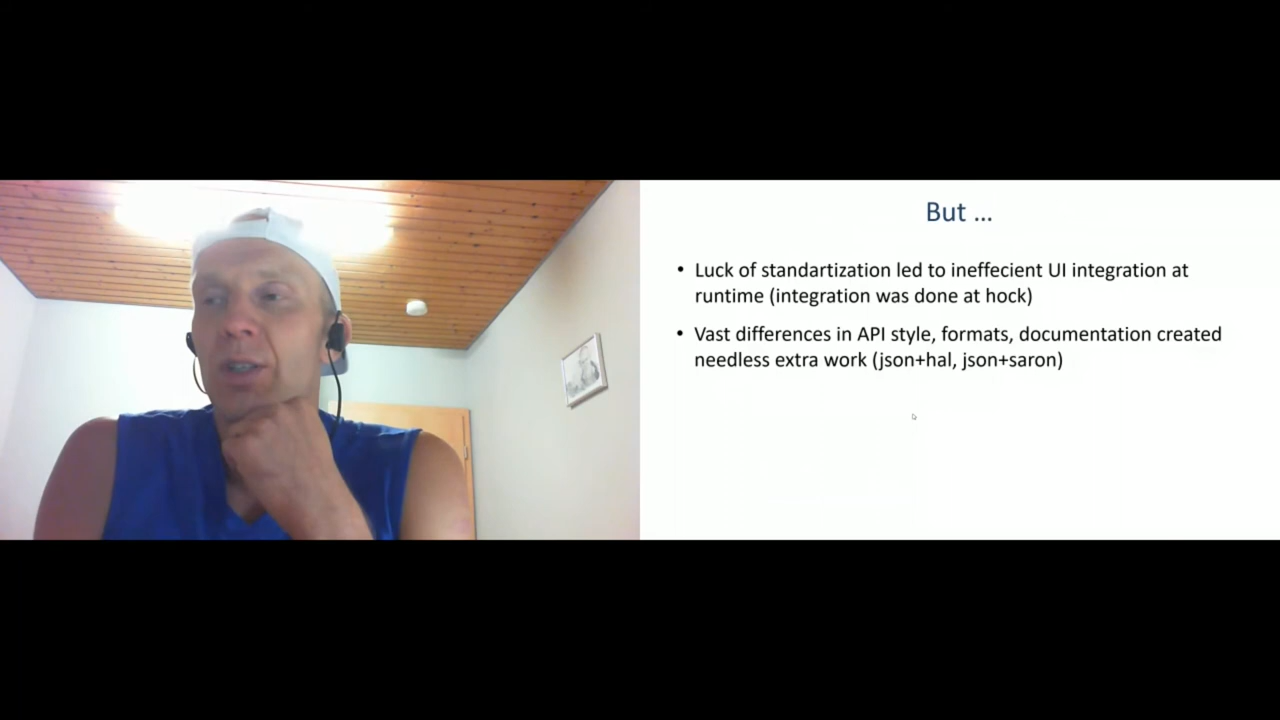 But ...
• Luck of standartization led to ineffecient UI integration at
runtime (integration was done at hock)
• Vast differences in API style, formats, documentation created
needless extra work (json+hal, json+saron)